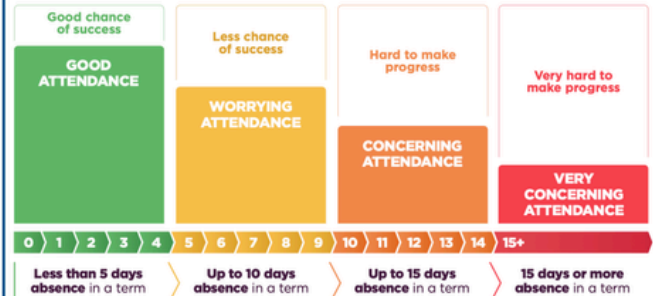 Good chance
of success
GOOD
ATTENDANCE
Less chance
of success
WORRYING
ATTENDANCE
Hard to make
progress
CONCERNING
ATTENDANCE
Very hard to
make progress
VERY
CONCERNING
ATTENDANCE
0 1 2 3 4 5 6 7 8 9 10 11 12 13 14 15+
Less than 5 days
absence in a term
Up to 10 days
absence in a term
Up to 15 days
absence in a term
15 days or more
absence in a term